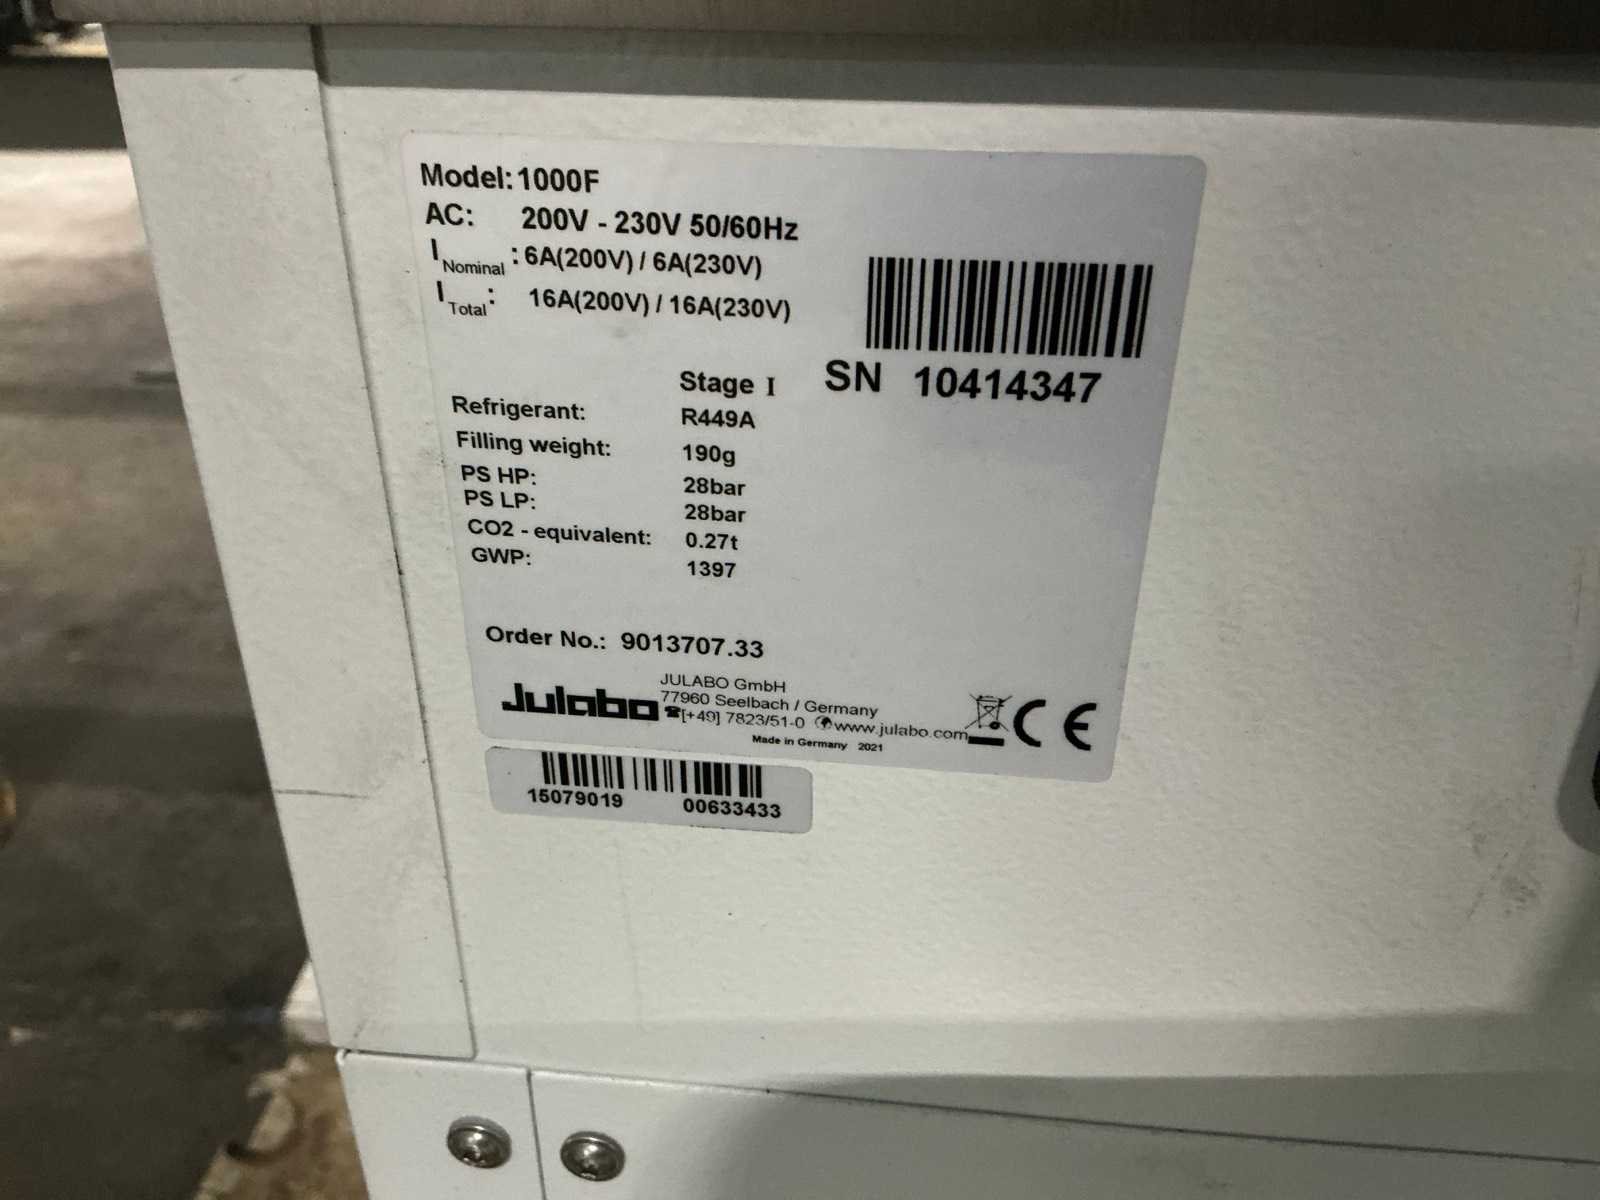 Model: 1000F
AC: 200V - 230V 50/60Hz
I Nominal : 6A(200V) / 6A(230V)
I Total : 16A(200V) / 16A(230V)
SN 10414347
Stage I
Refrigerant: R449A
Filling weight: 190g
PS HP: 28bar
PS LP: 28bar
CO2 - equivalent: 0.27t
GWP: 1397
Order No.: 9013707.33
Julabo
JULABO GmbH
77960 Seelbach / Germany
☎[+49] 7823/51-0 www.julabo.com
CE
Made in Germany 2021
15079019 00633433